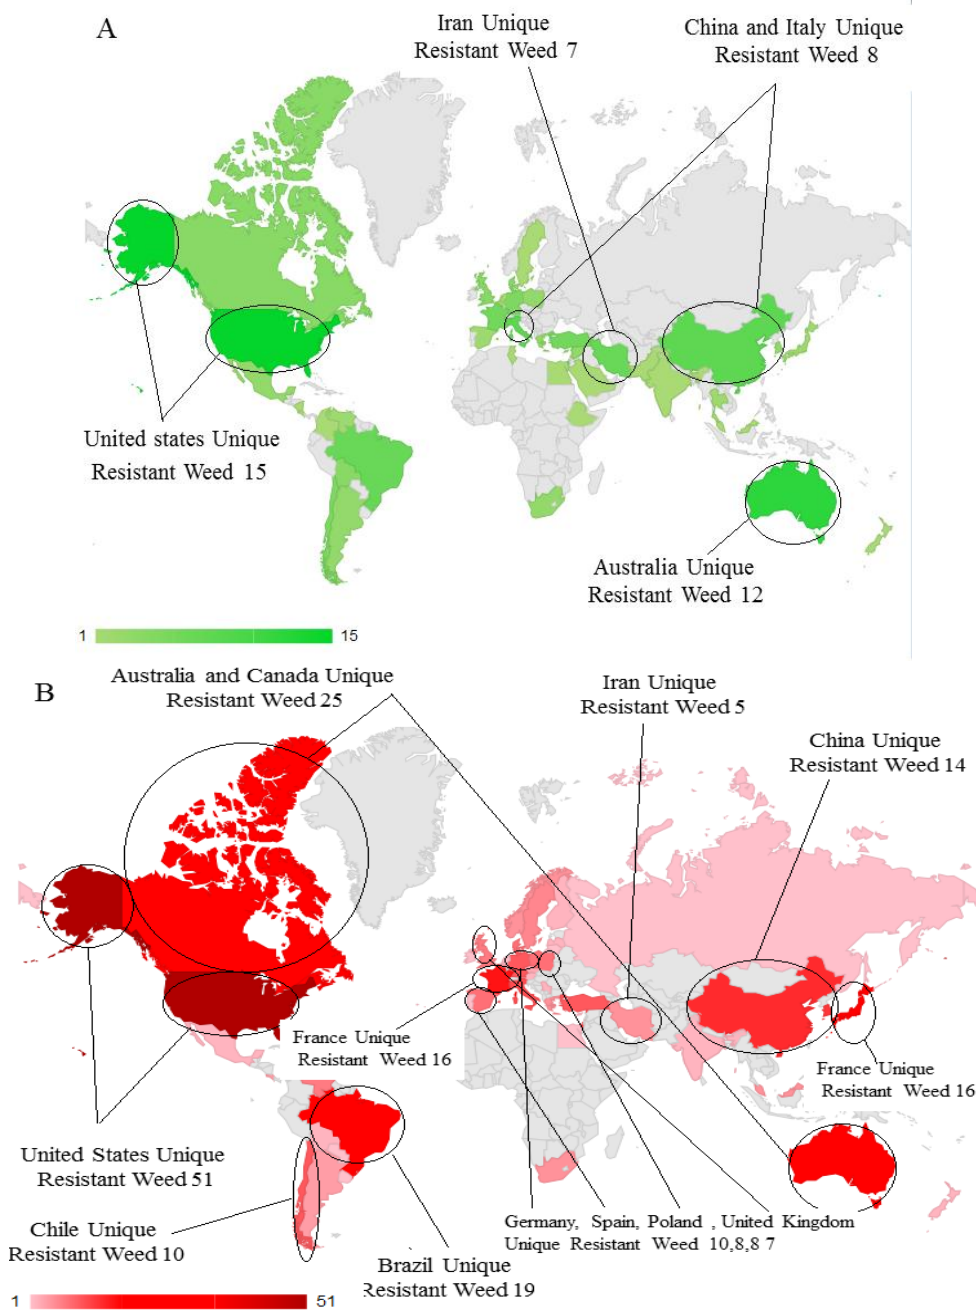 A
Iran Unique
Resistant Weed 7
China and Italy Unique
Resistant Weed 8
United states Unique
Resistant Weed 15
Australia Unique
Resistant Weed 12
1
15
B
Australia and Canada Unique
Resistant Weed 25
Iran Unique
Resistant Weed 5
China Unique
Resistant Weed 14
France Unique
Resistant Weed 16
France Unique
Resistant Weed 16
United States Unique
Resistant Weed 51
Chile Unique
Resistant Weed 10
Germany, Spain, Poland , United Kingdom
Unique Resistant Weed 10,8,8 7
Brazil Unique
Resistant Weed 19
1
51